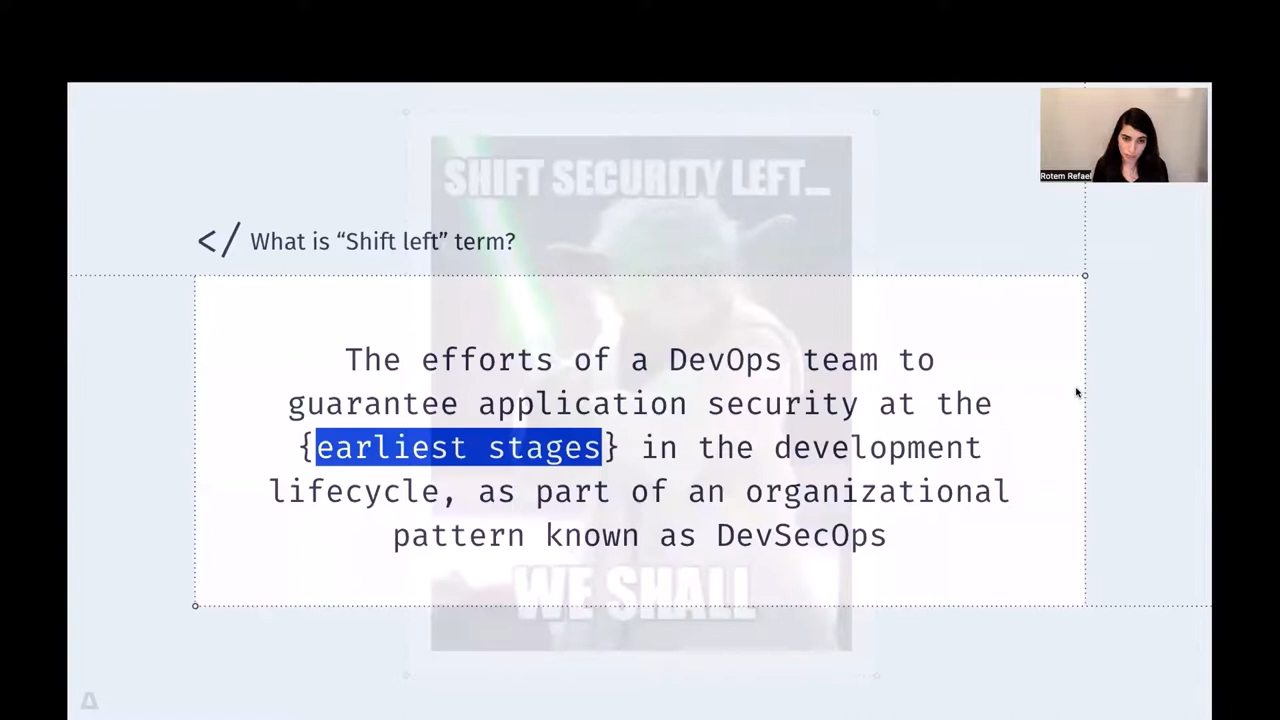 SHIFT SECURITY LEFT...
Rotem Refael
</ What is “Shift left” term?
The efforts of a DevOps team to
guarantee application security at the
{earliest stages} in the development
lifecycle, as part of an organizational
pattern known as DevSecOps
WE SHALL